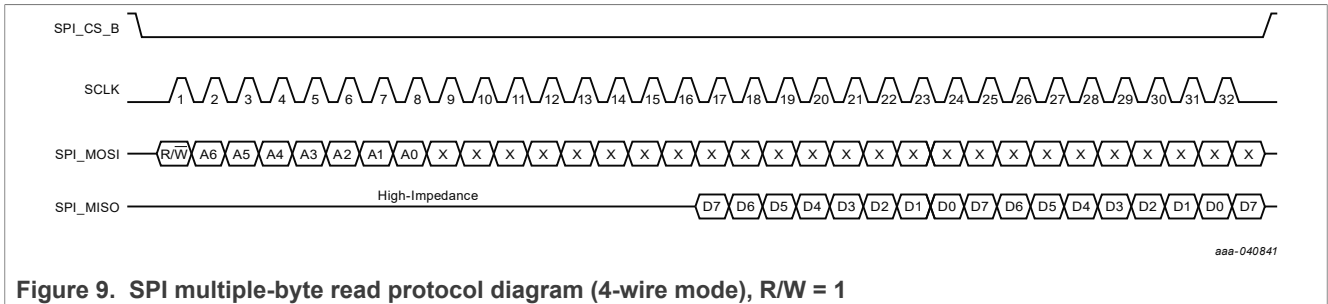 SPI_CS_B
SCLK 1 2 3 4 5 6 7 8 9 10 11 12 13 14 15 16 17 18 19 20 21 22 23 24 25 26 27 28 29 30 31 32
SPI_MOSI R/W̅ A6 A5 A4 A3 A2 A1 A0 X X X X X X X X X X X X X X X X X X X X X X X X X
High-Impedance
SPI_MISO D7 D6 D5 D4 D3 D2 D1 D0 D7 D6 D5 D4 D3 D2 D1 D0 D7
aaa-040841
Figure 9. SPI multiple-byte read protocol diagram (4-wire mode), R/W = 1